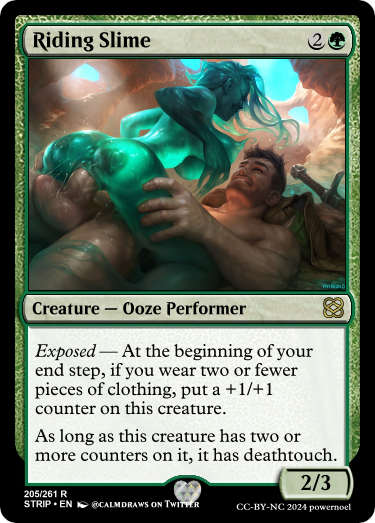 Riding Slime 2
Creature — Ooze Performer
Exposed — At the beginning of your
end step, if you wear two or fewer
pieces of clothing, put a +1/+1
counter on this creature.
As long as this creature has two or
more counters on it, it has deathtouch.
2/3
205/261 R
STRIP • EN @CALMDRAWS ON TWITTER
CC-BY-NC 2024 powernoel